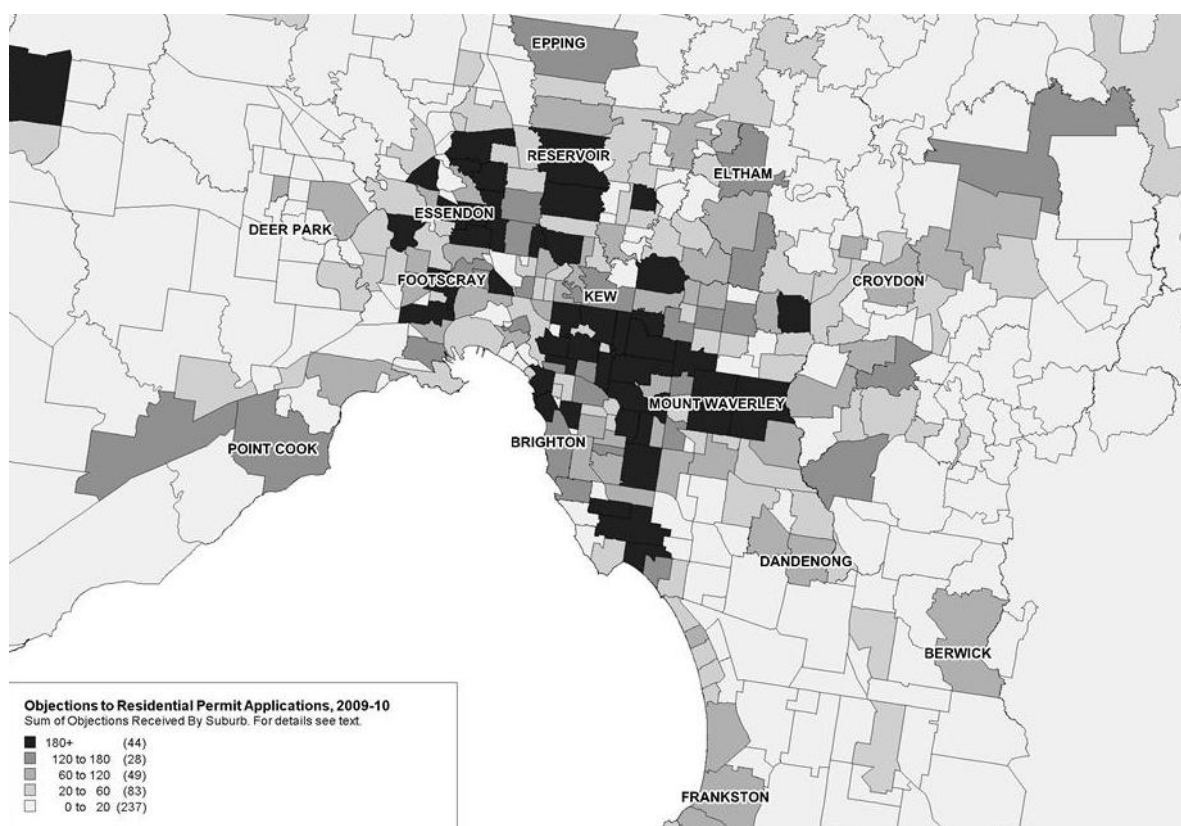 EPPING
RESERVOIR
ELTHAM
ESSENDON
DEER PARK
FOOTSCRAY
CROYDON
KEW
MOUNT WAVERLEY
BRIGHTON
POINT COOK
DANDENONG
BERWICK
FRANKSTON
Objections to Residential Permit Applications, 2009-10
Sum of Objections Received By Suburb. For details see text.
180+ (44)
120 to 180 (28)
60 to 120 (49)
20 to 60 (83)
0 to 20 (237)